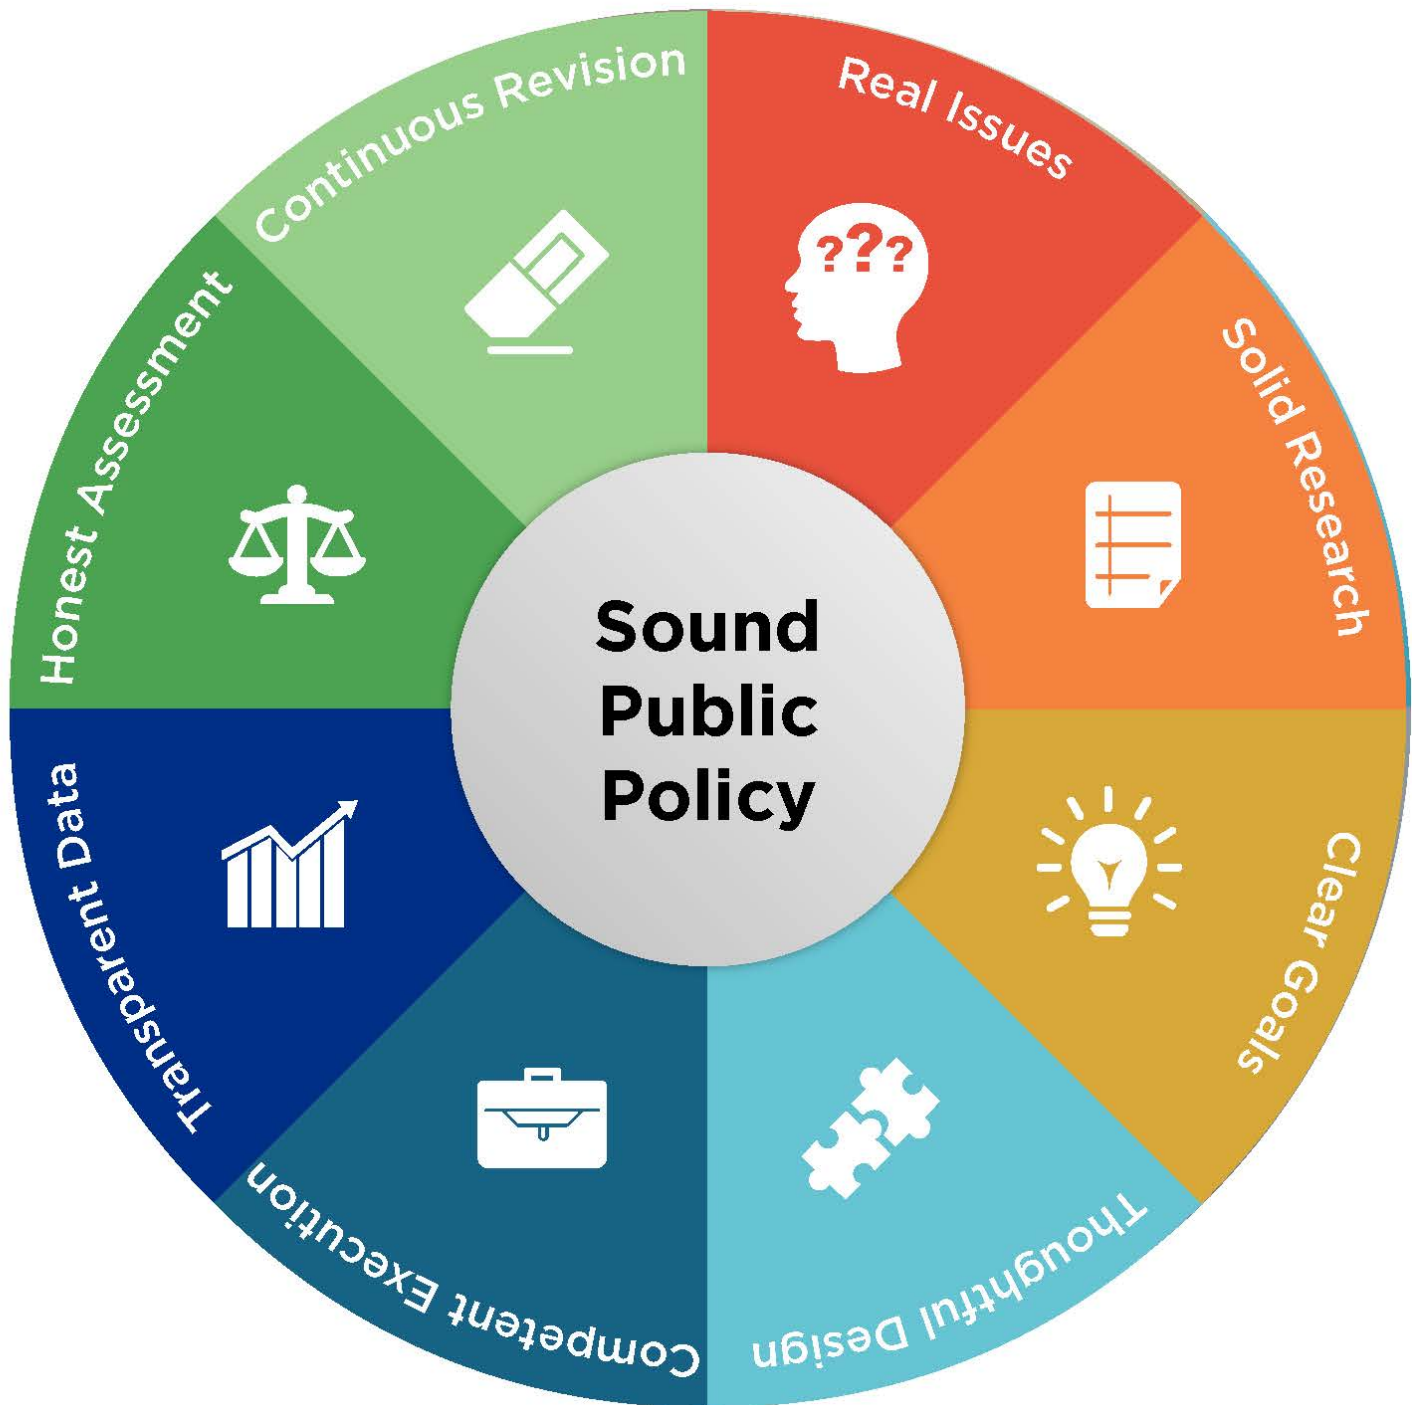 Real Issues
???
Solid Research
Clear Goals
Thoughtful Design
Competent Execution
Transparent Data
Honest Assessment
Continuous Revision
Sound
Public
Policy